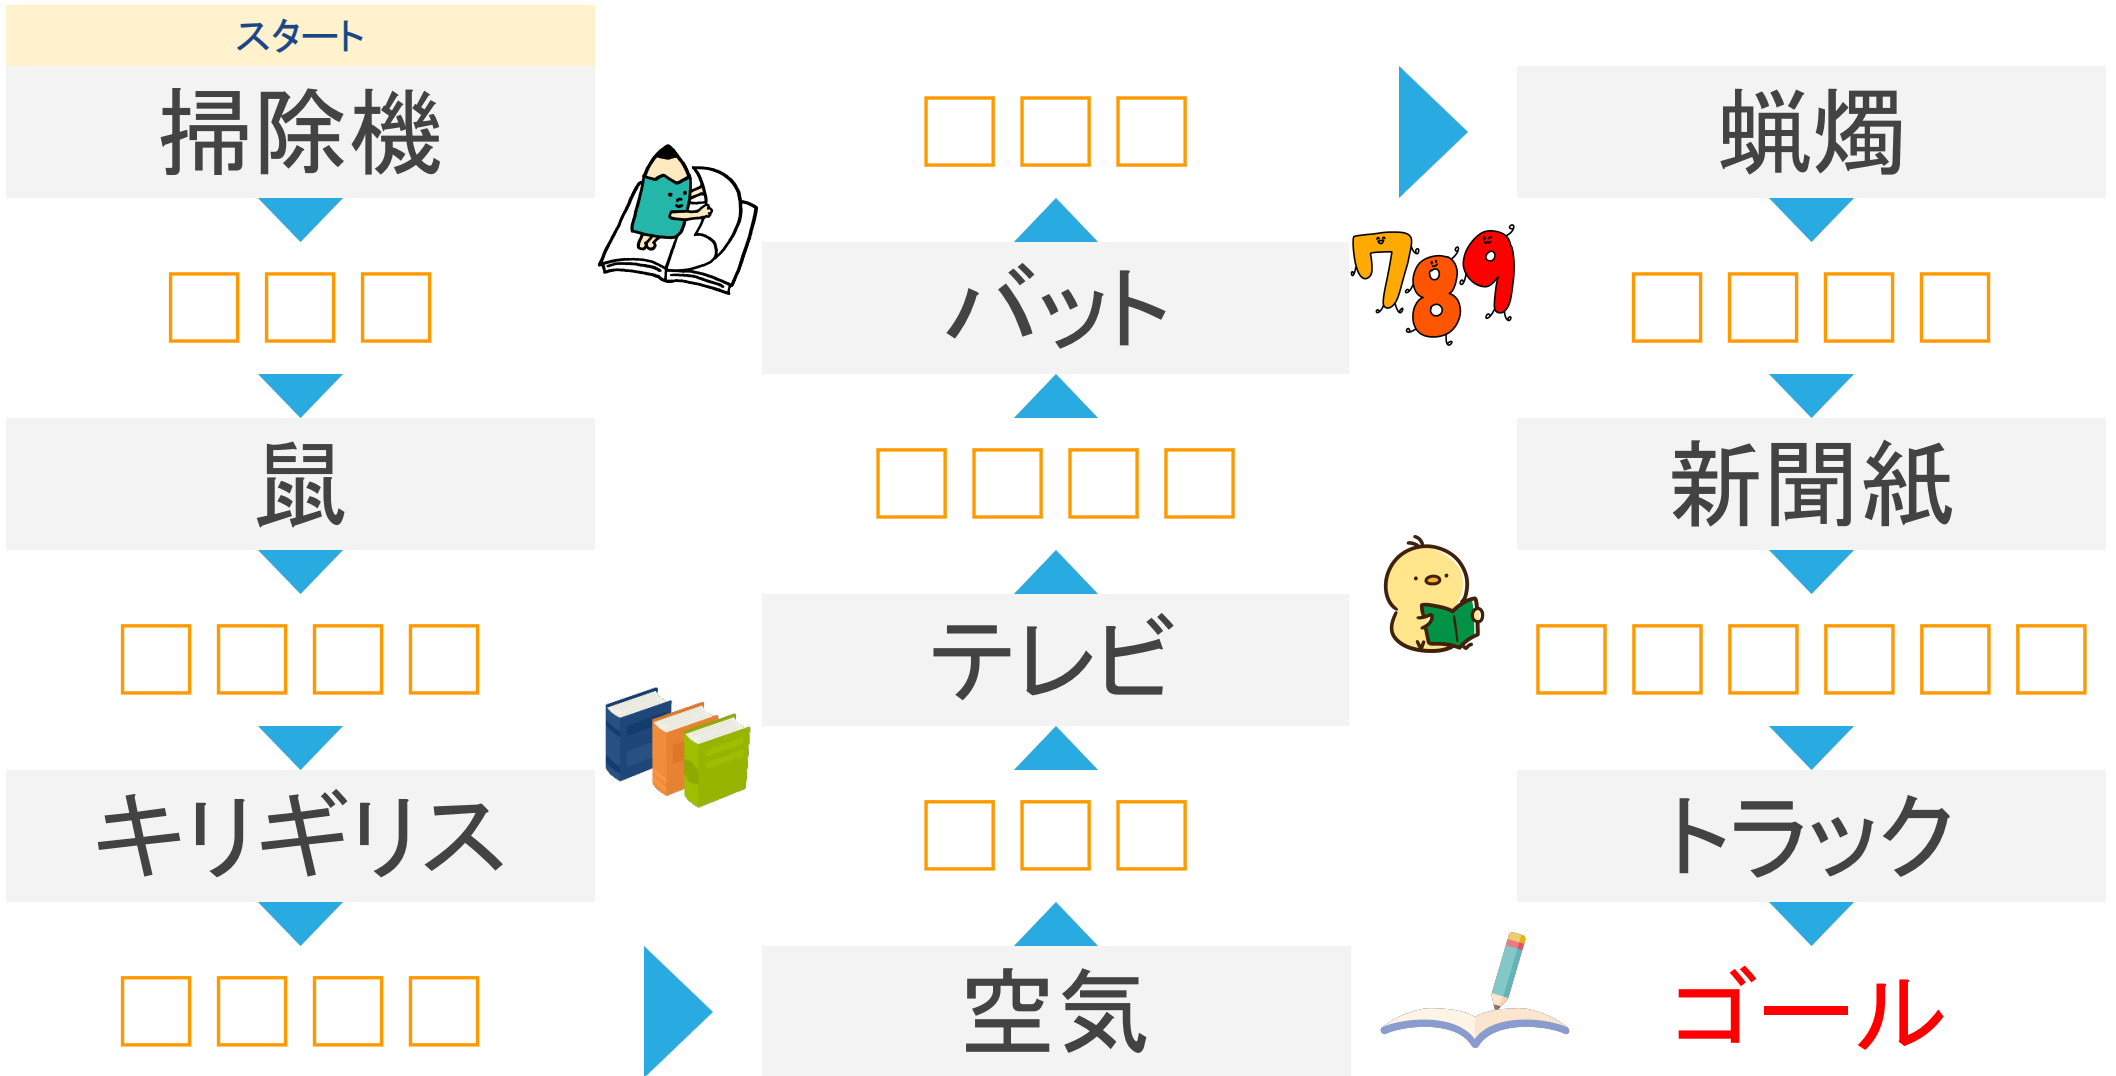 スタート
掃除機
鼠
キリギリス
空気
テレビ
バット
789
蝋燭
新聞紙
トラック
ゴール